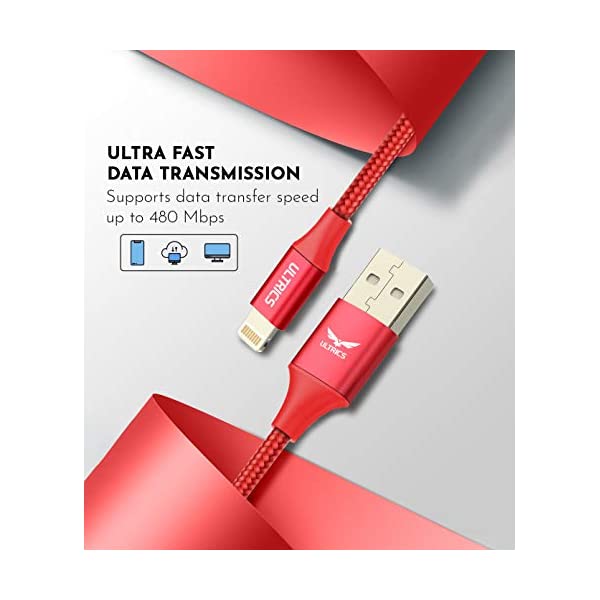 ULTRA FAST
DATA TRANSMISSION
Supports data transfer speed
up to 480 Mbps
ULTRICS
ULTRICS